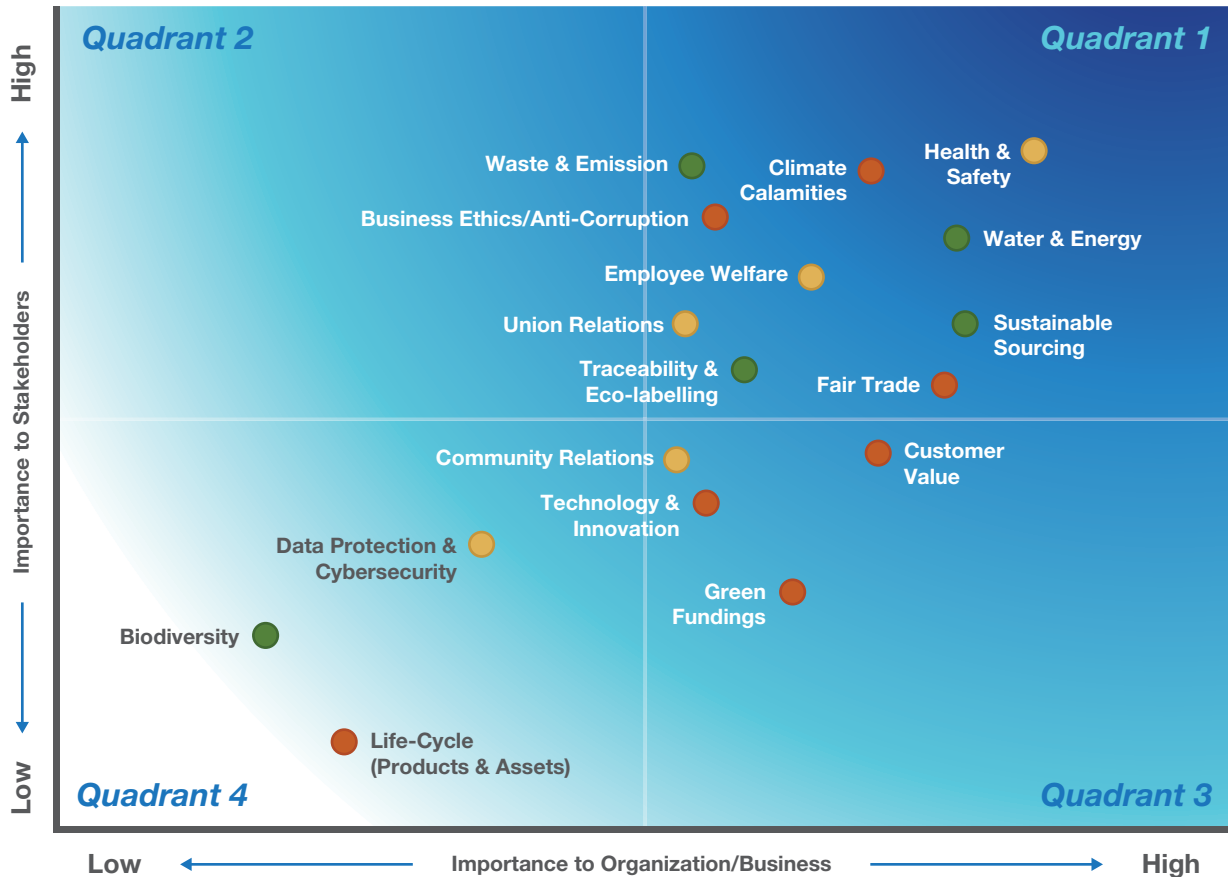 Quadrant 2
Quadrant 1
High
Importance to Stakeholders
Low
Waste & Emission
Climate
Calamities
Health &
Safety
Business Ethics/Anti-Corruption
Water & Energy
Employee Welfare
Union Relations
Sustainable
Sourcing
Traceability &
Eco-labelling
Fair Trade
Community Relations
Customer
Value
Technology &
Innovation
Data Protection &
Cybersecurity
Green
Fundings
Biodiversity
Life-Cycle
(Products & Assets)
Quadrant 4
Quadrant 3
Low
Importance to Organization/Business
High